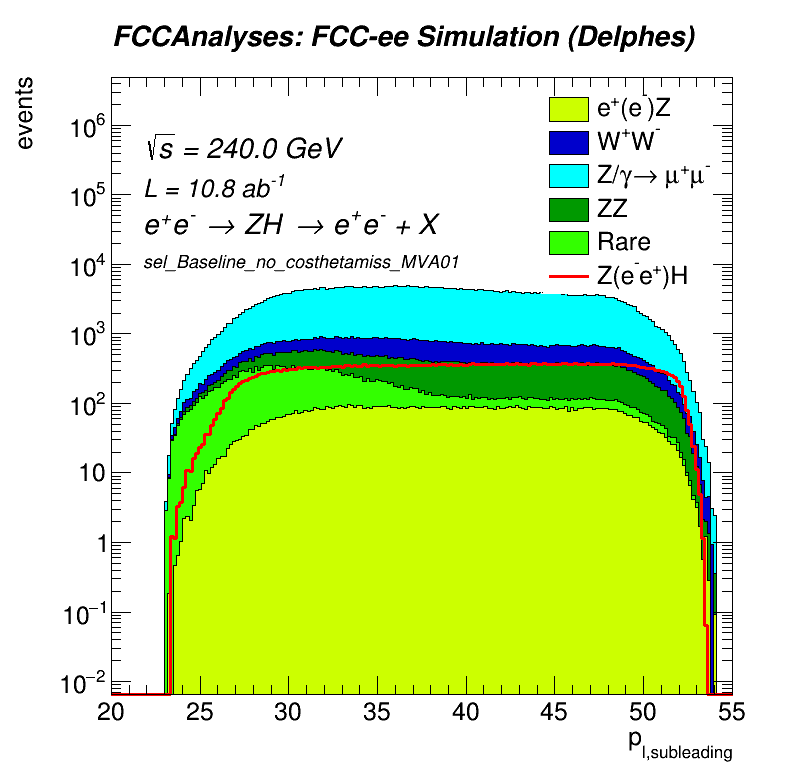 FCCAnalyses: FCC-ee Simulation (Delphes)
events
√s = 240.0 GeV
L = 10.8 ab⁻¹
e⁺e⁻ → ZH → e⁺e⁻ + X
sel_Baseline_no_costhetamiss_MVA01
e⁺(e⁻)Z
W⁺W⁻
Z/γ→ μ⁺μ⁻
ZZ
Rare
Z(e⁻e⁺)H
10⁶
10⁵
10⁴
10³
10²
10
1
10⁻¹
10⁻²
20 25 30 35 40 45 50 55
p_l,subleading